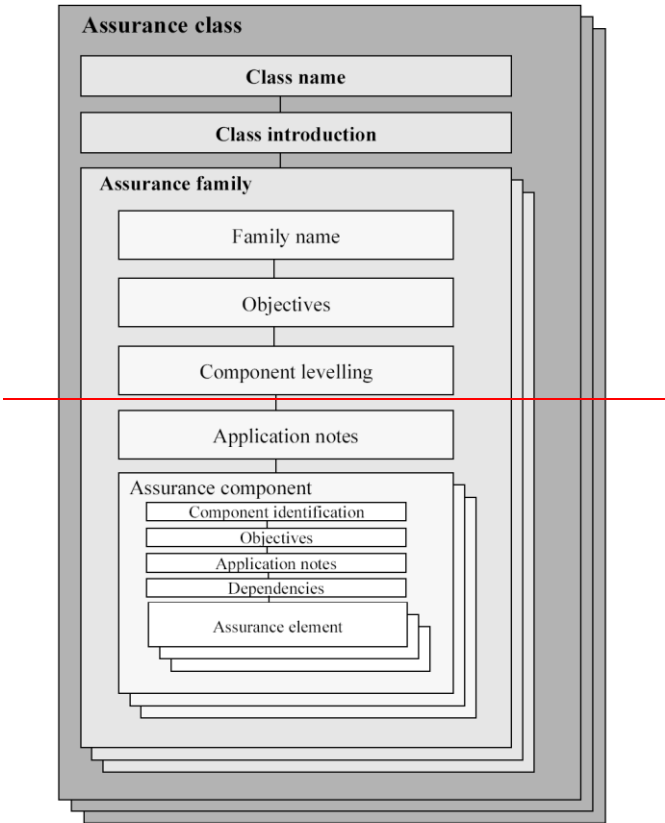 Assurance class
Class name
Class introduction
Assurance family
Family name
Objectives
Component levelling
Application notes
Assurance component
Component identification
Objectives
Application notes
Dependencies
Assurance element